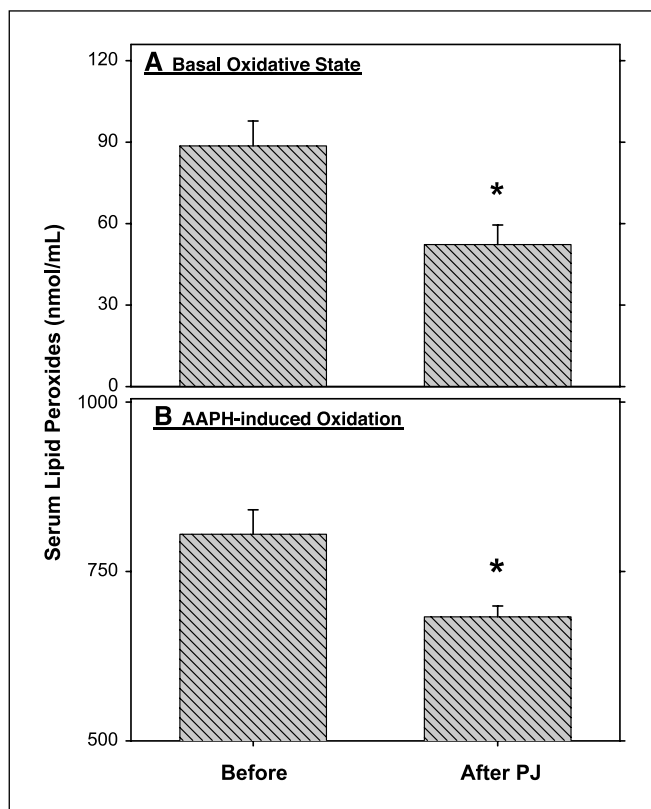 A Basal Oxidative State
120
90
60
30
0
*
Serum Lipid Peroxides (nmol/mL)
B AAPH-induced Oxidation
1000
750
500
*
Before After PJ